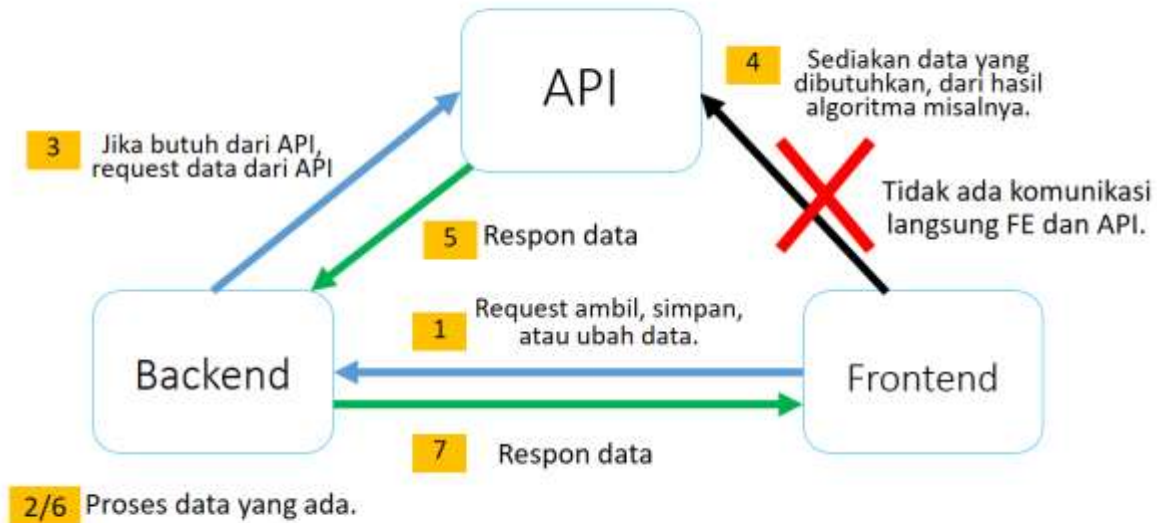 API
4
Sediakan data yang
dibutuhkan, dari hasil
algoritma misalnya.
3
Jika butuh dari API,
request data dari API
Tidak ada komunikasi
langsung FE dan API.
5
Respon data
1
Request ambil, simpan,
atau ubah data.
Backend
Frontend
7
Respon data
2/6
Proses data yang ada.